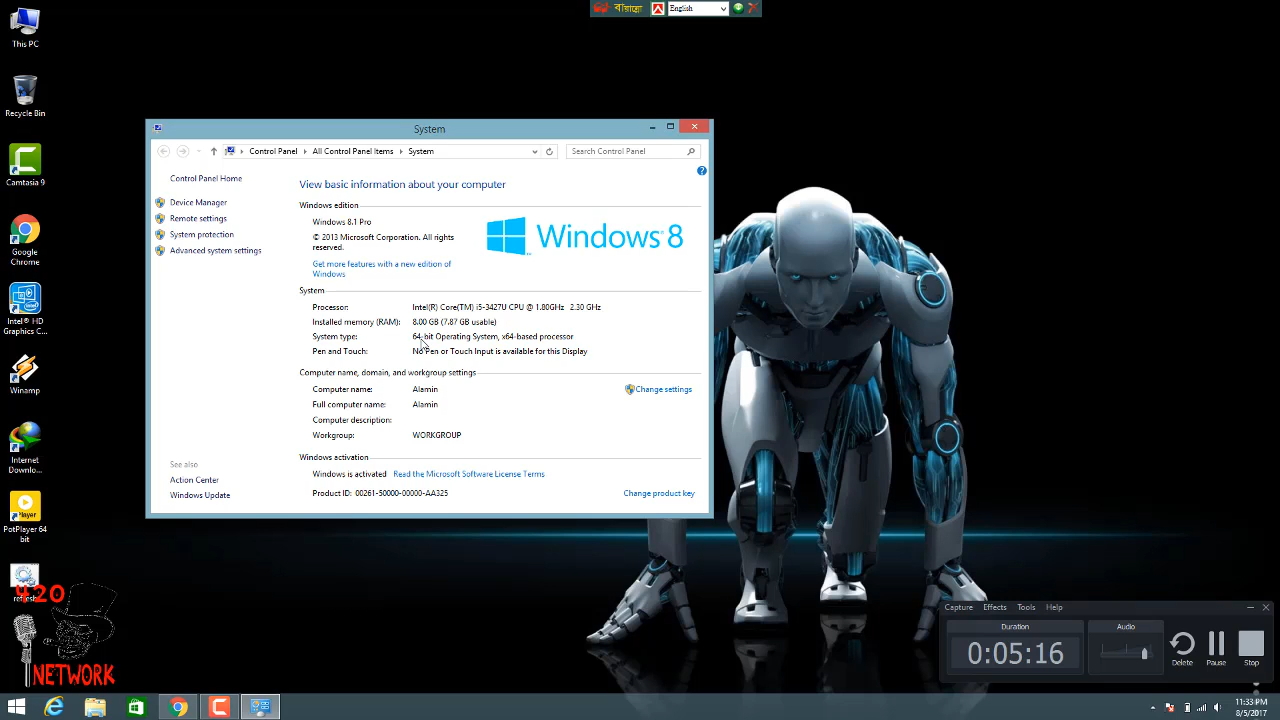 বায়ান্নো
English
This PC
Recycle Bin
Camtasia 9
Google
Chrome
Intel® HD
Graphics C...
Winamp
Internet
Downlo...
PotPlayer 64
bit
refresh
420
NETWORK
System
Control Panel
All Control Panel Items
System
Search Control Panel
Control Panel Home
Device Manager
Remote settings
System protection
Advanced system settings
See also
Action Center
Windows Update
View basic information about your computer
Windows edition
Windows 8.1 Pro
© 2013 Microsoft Corporation. All rights
reserved.
Get more features with a new edition of
Windows
Windows 8
System
Processor: Intel(R) Core(TM) i5-3427U CPU @ 1.80GHz 2.30 GHz
Installed memory (RAM): 8.00 GB (7.87 GB usable)
System type: 64-bit Operating System, x64-based processor
Pen and Touch: No Pen or Touch Input is available for this Display
Computer name, domain, and workgroup settings
Computer name: Alamin
Change settings
Full computer name: Alamin
Computer description:
Workgroup: WORKGROUP
Windows activation
Windows is activated Read the Microsoft Software License Terms
Product ID: 00261-50000-00000-AA325
Change product key
Capture Effects Tools Help
Duration
0:05:16
Audio
Delete
Pause
Stop
11:33 PM
8/5/2017